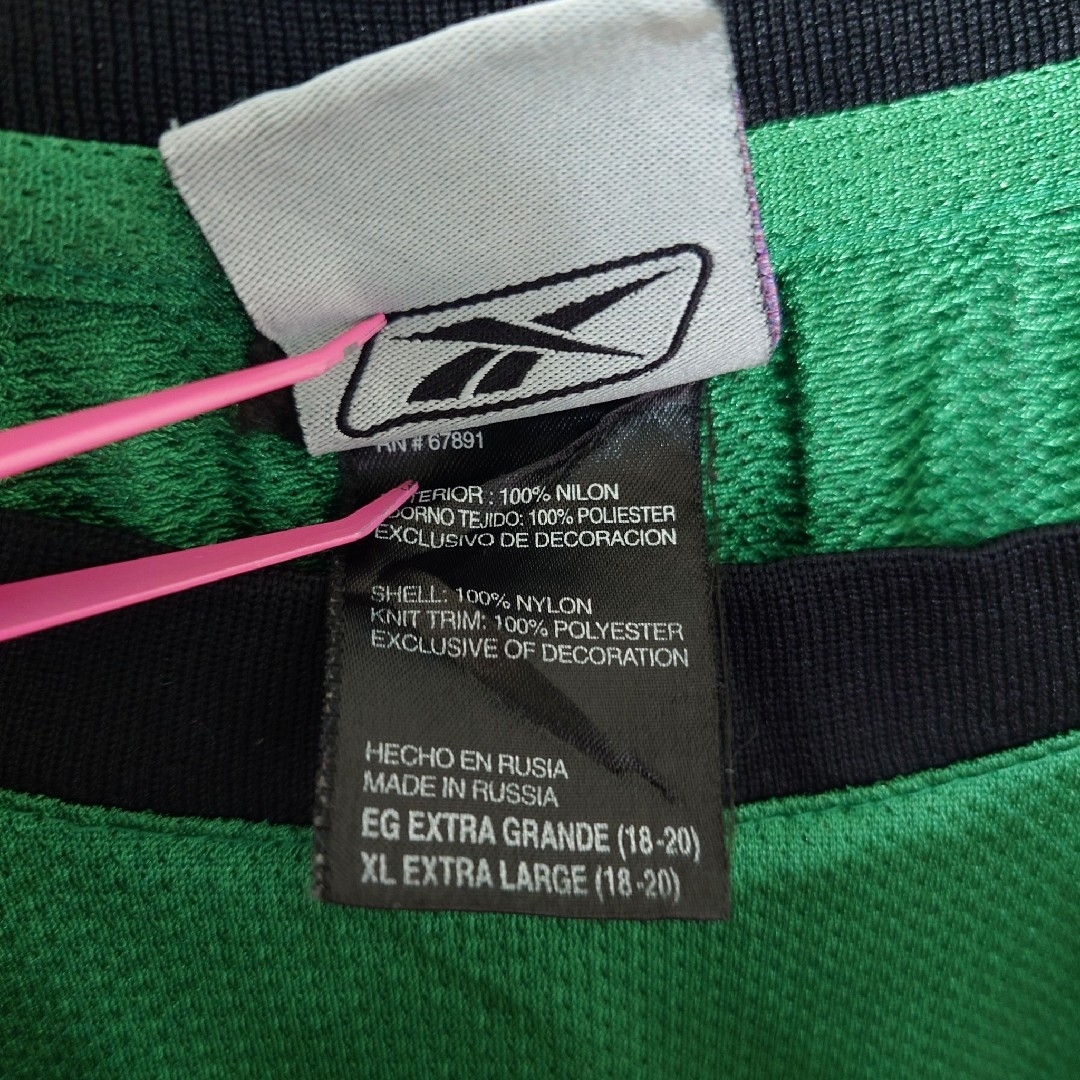 RN # 67891
TERIOR : 100% NILON
TEJIDO: 100% POLIESTER
EXCLUSIVO DE DECORACION
SHELL: 100% NYLON
KNIT TRIM: 100% POLYESTER
EXCLUSIVE OF DECORATION
HECHO EN RUSIA
MADE IN RUSSIA
EG EXTRA GRANDE (18-20)
XL EXTRA LARGE (18-20)